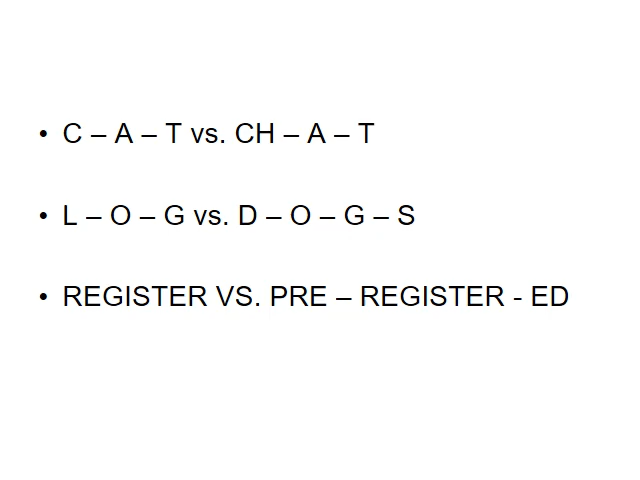 • C – A – T vs. CH – A – T
• L – O – G vs. D – O – G – S
• REGISTER VS. PRE – REGISTER - ED